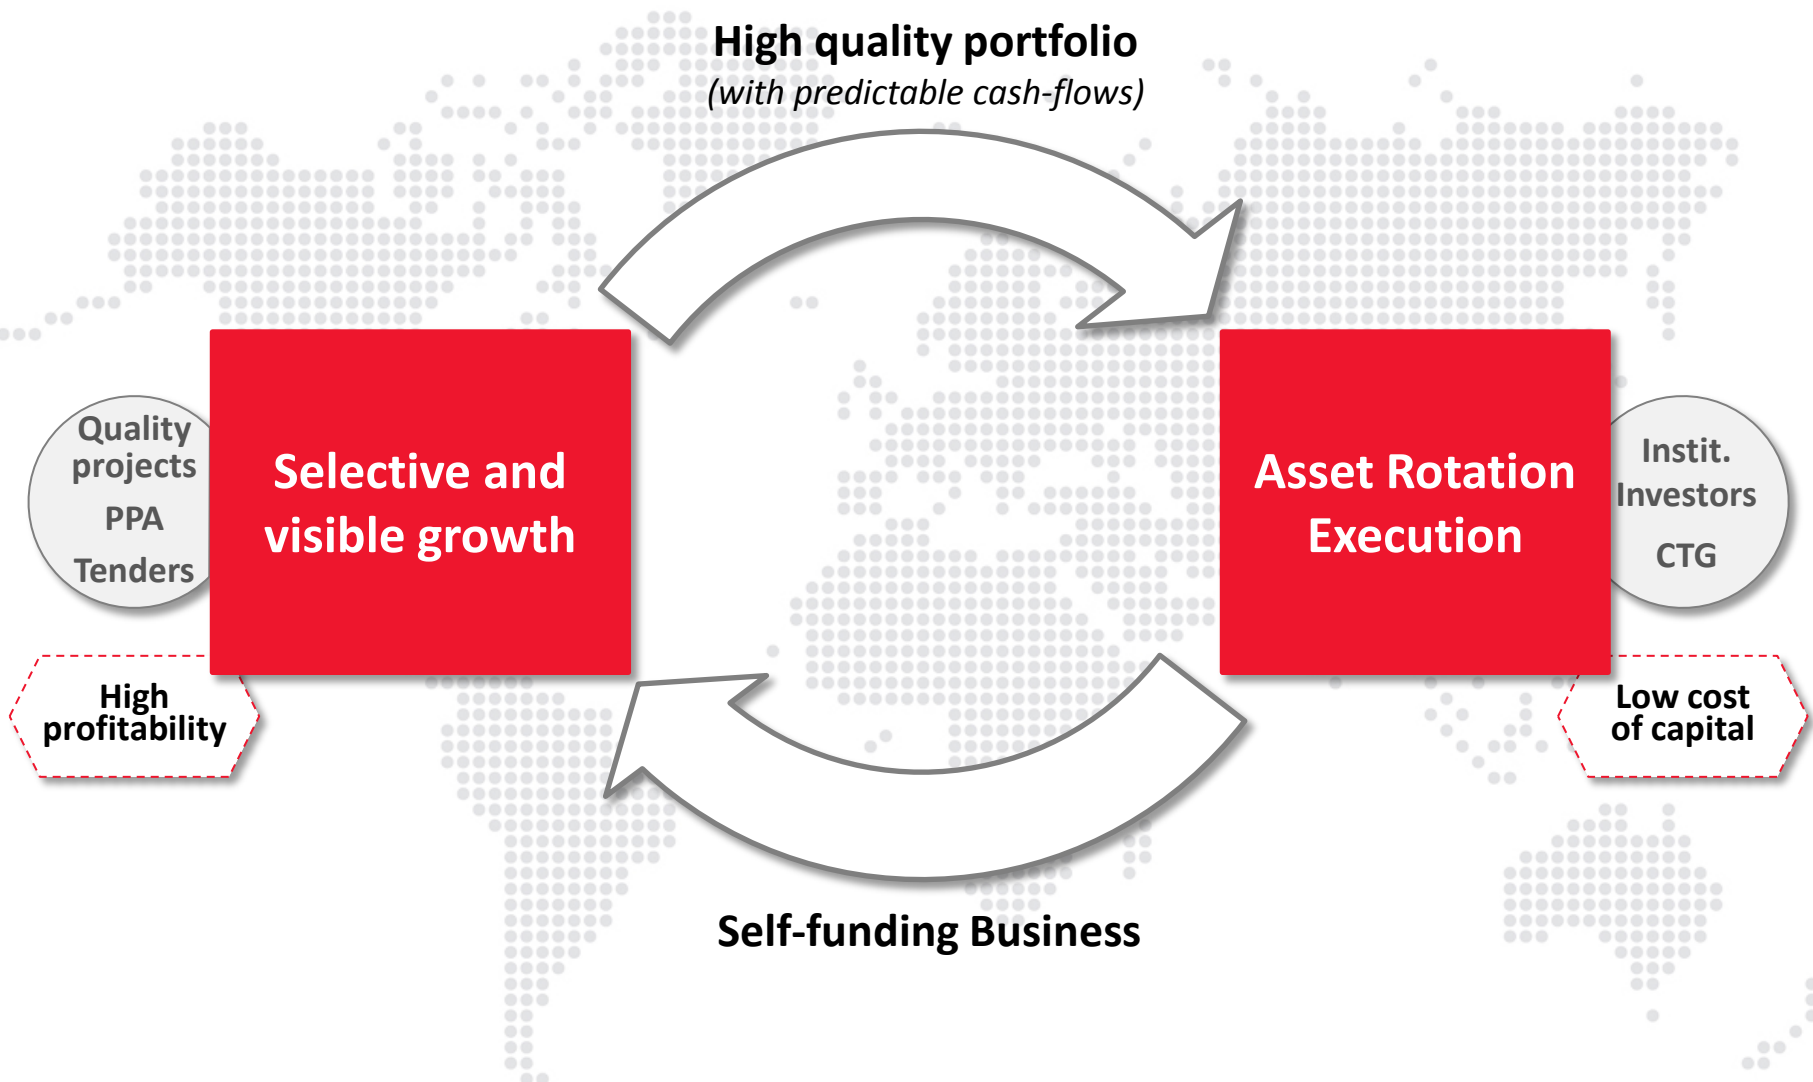 High quality portfolio
(with predictable cash-flows)
Quality
projects
PPA
Tenders
Selective and
visible growth
High
profitability
Asset Rotation
Execution
Instit.
Investors
CTG
Low cost
of capital
Self-funding Business